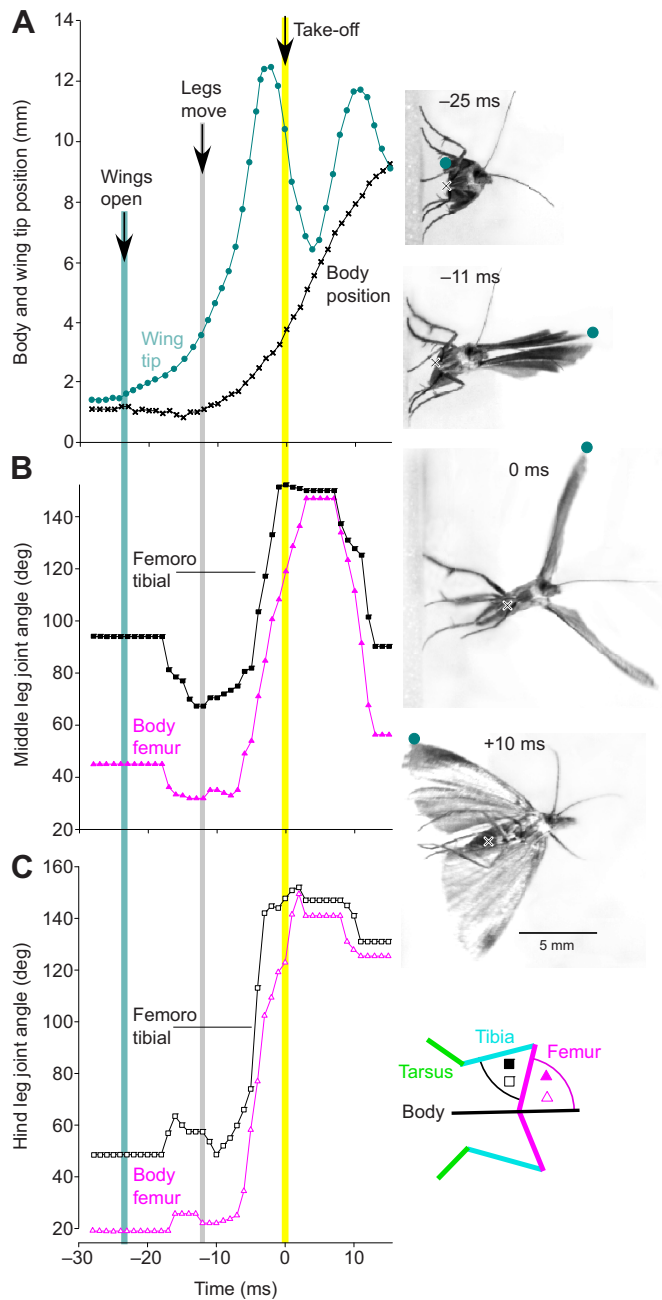 A
14
12
10
8
6
4
2
0
Body and wing tip position (mm)
Take-off
Legs
move
Wings
open
Wing
tip
Body
position
–25 ms
–11 ms
0 ms
+10 ms
5 mm
B
140
120
100
80
60
40
20
Middle leg joint angle (deg)
Femoro
tibial
Body
femur
C
160
140
120
100
80
60
40
20
Hind leg joint angle (deg)
Femoro
tibial
Body
femur
–30
–20
–10
0
10
Time (ms)
Tibia
Femur
Tarsus
Body